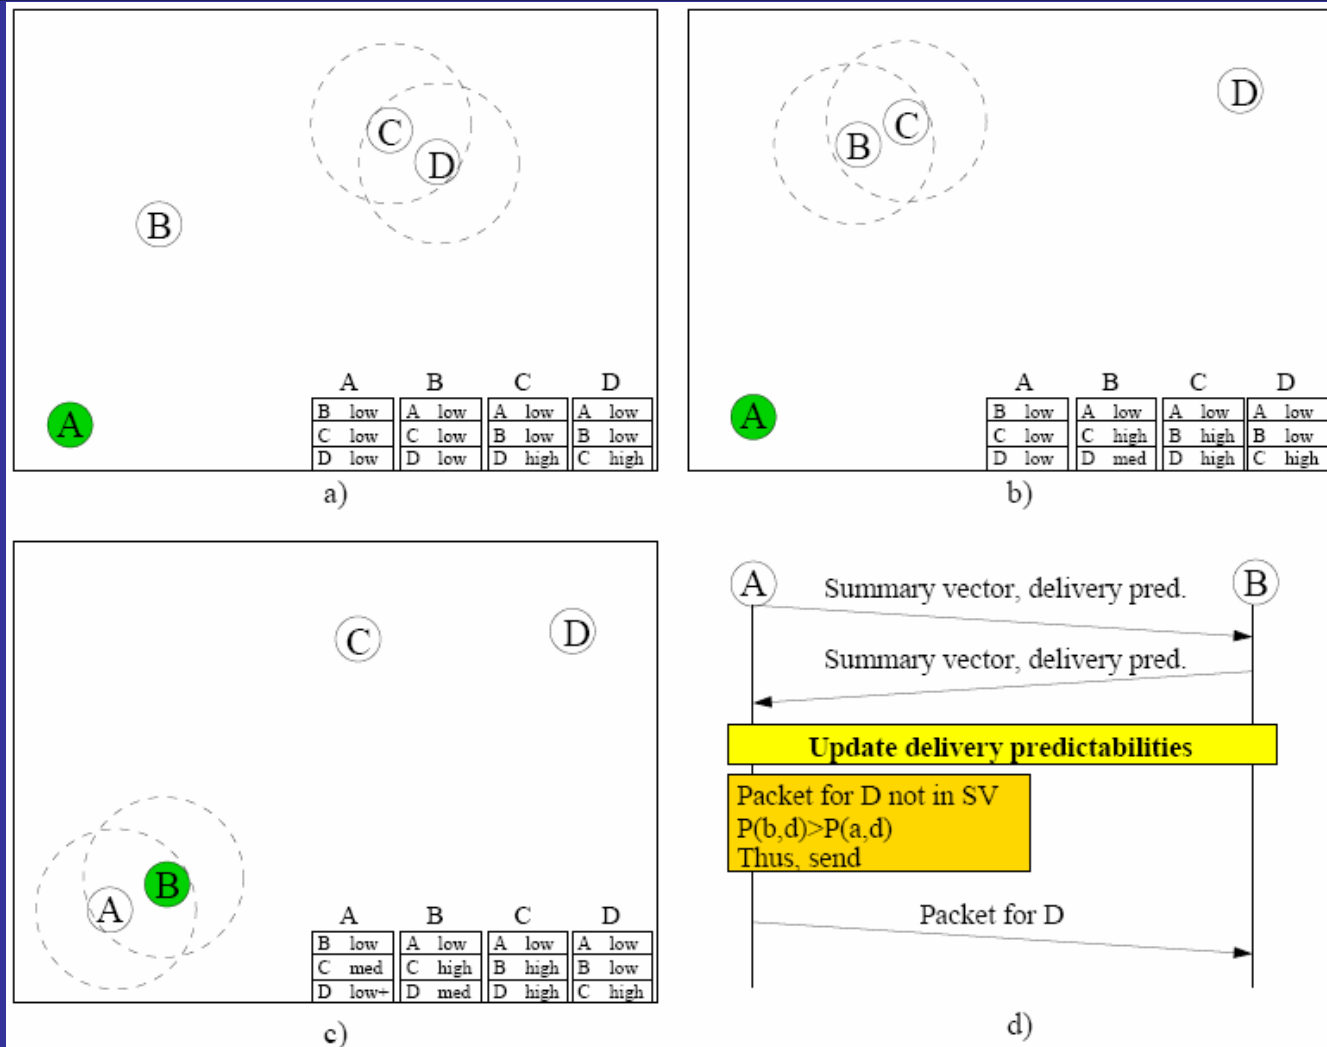 C
D
B
A
A B C D
B low A low A low A low
C low C low B low B low
D low D low D high C high
a)
D
C
B
A
A B C D
B low A low A low A low
C low C high B high B low
D low D med D high C high
b)
C
D
B
A
A B C D
B low A low A low A low
C med C high B high B low
D low+ D med D high C high
c)
A B
Summary vector, delivery pred.
Summary vector, delivery pred.
Update delivery predictabilities
Packet for D not in SV
P(b,d)>P(a,d)
Thus, send
Packet for D
d)